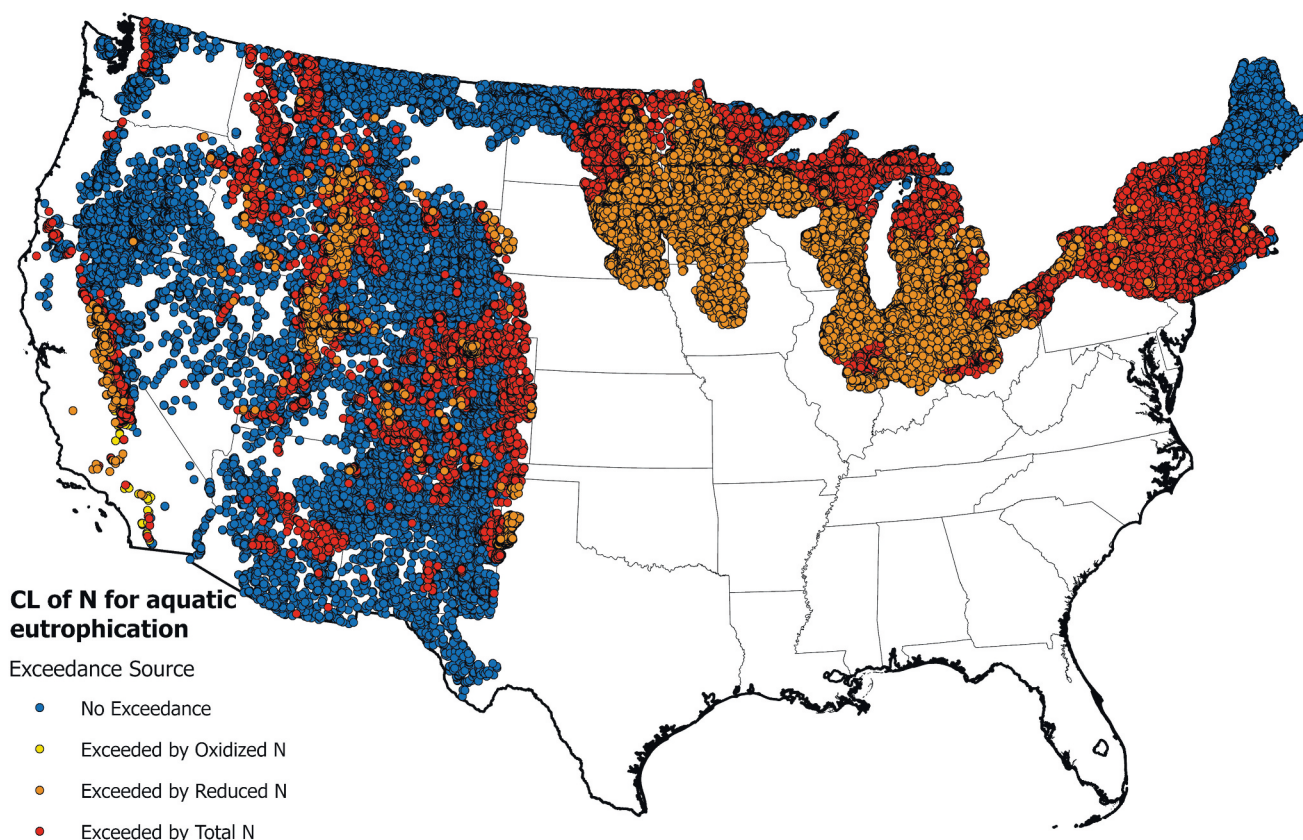 CL of N for aquatic
eutrophication
Exceedance Source
No Exceedance
Exceeded by Oxidized N
Exceeded by Reduced N
Exceeded by Total N